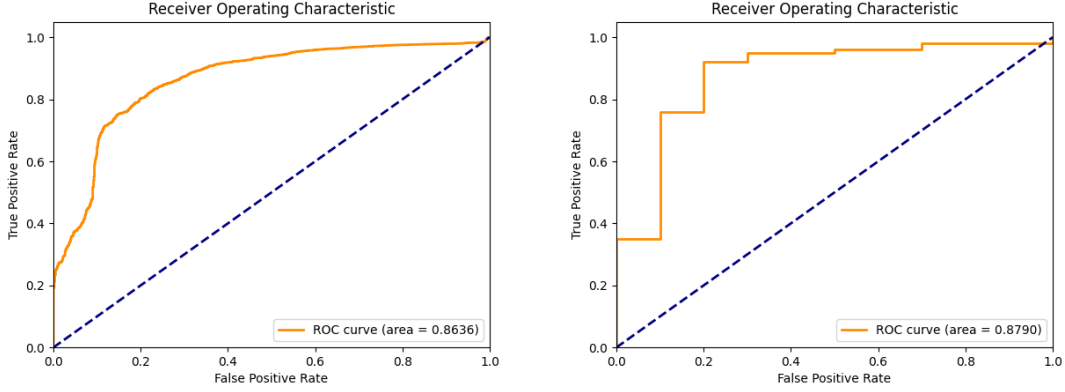 Receiver Operating Characteristic
1.0
0.8
0.6
0.4
0.2
0.0
True Positive Rate
ROC curve (area = 0.8636)
0.0 0.2 0.4 0.6 0.8 1.0
False Positive Rate
Receiver Operating Characteristic
1.0
0.8
0.6
0.4
0.2
0.0
True Positive Rate
ROC curve (area = 0.8790)
0.0 0.2 0.4 0.6 0.8 1.0
False Positive Rate